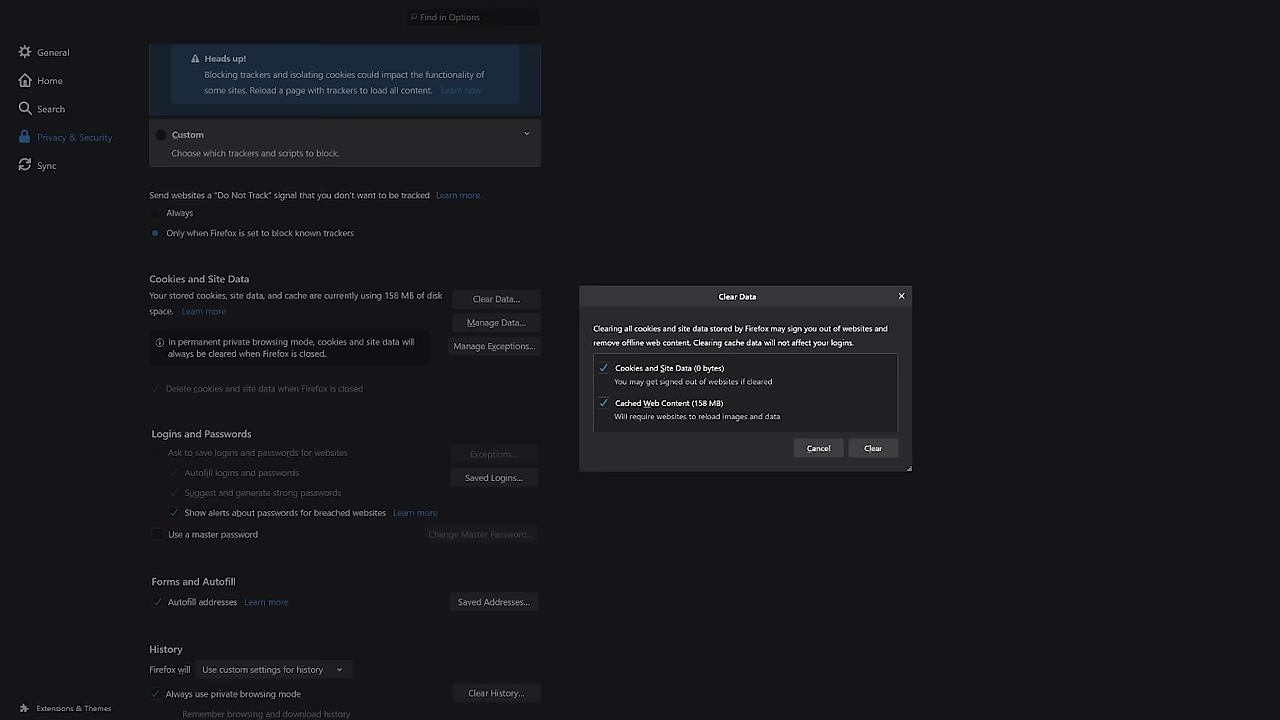 Find in Options
General
Home
Search
Privacy & Security
Sync
Heads up!
Blocking trackers and isolating cookies could impact the functionality of
some sites. Reload a page with trackers to load all content. Learn how
Custom
Choose which trackers and scripts to block.
Send websites a "Do Not Track" signal that you don't want to be tracked Learn more
Always
Only when Firefox is set to block known trackers
Cookies and Site Data
Your stored cookies, site data, and cache are currently using 158 MB of disk
space. Learn more
Clear Data...
Manage Data...
Manage Exceptions...
In permanent private browsing mode, cookies and site data will
always be cleared when Firefox is closed.
Delete cookies and site data when Firefox is closed
Logins and Passwords
Ask to save logins and passwords for websites
Exceptions...
Autofill logins and passwords
Saved Logins...
Suggest and generate strong passwords
Show alerts about passwords for breached websites Learn more
Use a master password
Change Master Password...
Forms and Autofill
Autofill addresses Learn more
Saved Addresses...
History
Firefox will Use custom settings for history
Always use private browsing mode
Clear History...
Remember browsing and download history
Extensions & Themes
Clear Data
Clearing all cookies and site data stored by Firefox may sign you out of websites and
remove offline web content. Clearing cache data will not affect your logins.
Cookies and Site Data (0 bytes)
You may get signed out of websites if cleared
Cached Web Content (158 MB)
Will require websites to reload images and data
Cancel
Clear